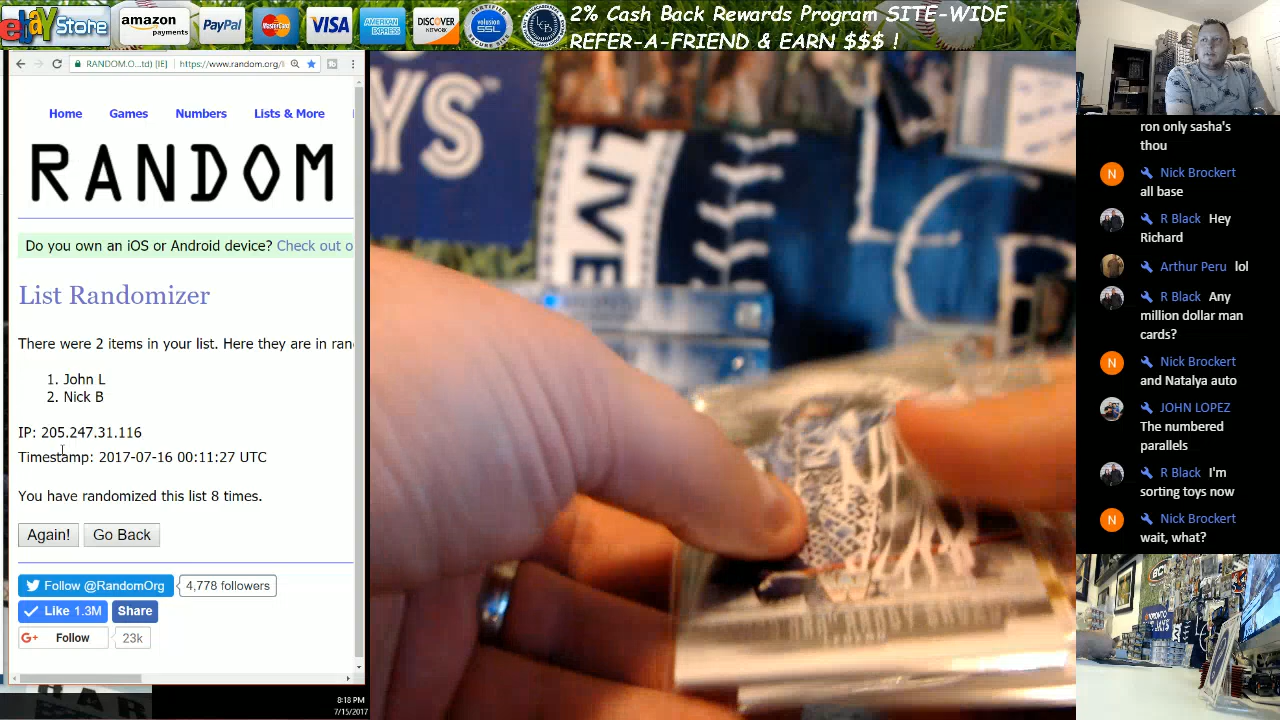 ebay Store
amazon
payments
PayPal
MasterCard
VISA
AMERICAN
EXPRESS
DISCOVER
NETWORK
volusion
SSL
2% Cash Back Rewards Program SITE-WIDE
REFER-A-FRIEND & EARN $$$ !
RANDOM.O...td) [IE]
https://www.random.org/l
Home
Games
Numbers
Lists & More
RANDOM
Do you own an iOS or Android device? Check out o
List Randomizer
There were 2 items in your list. Here they are in ran
1. John L
2. Nick B
IP: 205.247.31.116
Timestamp: 2017-07-16 00:11:27 UTC
You have randomized this list 8 times.
Again!
Go Back
Follow @RandomOrg
4,778 followers
Like 1.3M
Share
G+ Follow
23k
8:18 PM
7/15/2017
AYS
LIVE
ron only sasha's
thou
N
Nick Brockert
all base
R Black Hey
Richard
Arthur Peru lol
R Black Any
million dollar man
cards?
N
Nick Brockert
and Natalya auto
JOHN LOPEZ
The numbered
parallels
R Black I'm
sorting toys now
N
Nick Brockert
wait, what?